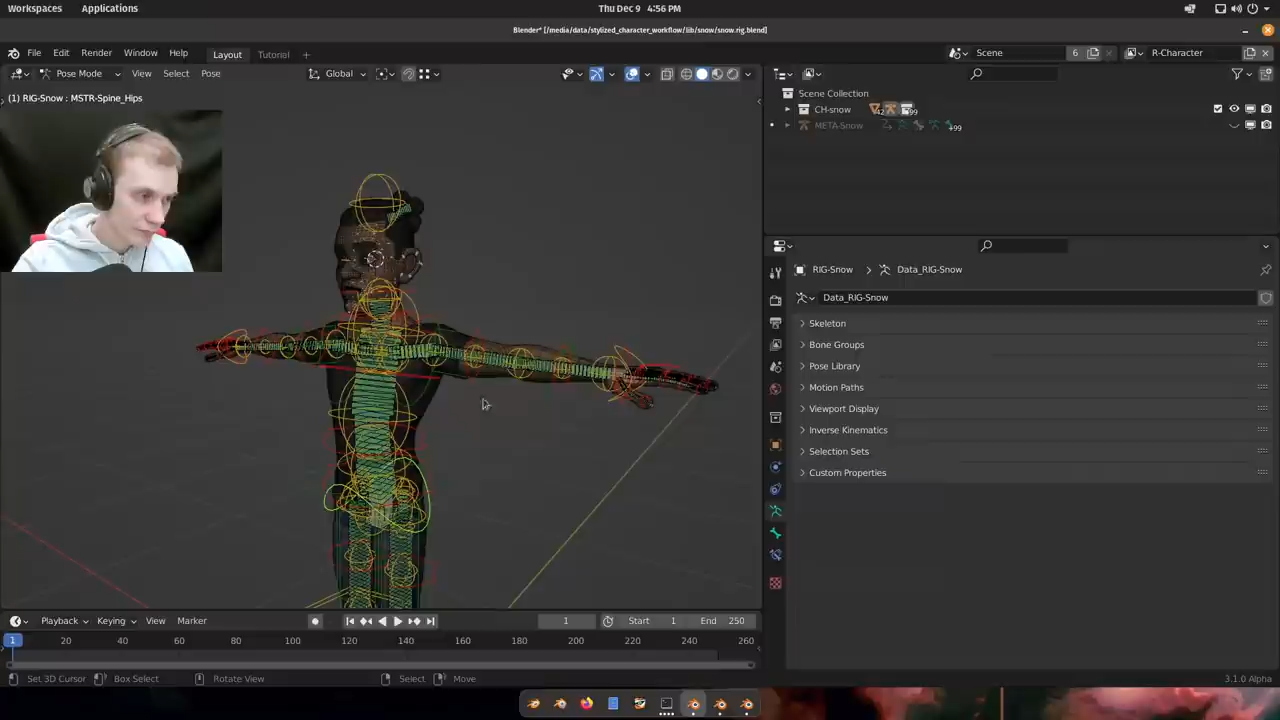 Workspaces Applications Thu Dec 9 4:56 PM
Blender* [/media/data/stylized_character_workflow/lib/snow/snow.rig.blend]
File Edit Render Window Help Layout Tutorial + Scene 6 R-Character
Pose Mode View Select Pose Global
(1) RIG-Snow : MSTR-Spine_Hips
Scene Collection
CH-snow 42 99
META-Snow +99
RIG-Snow Data_RIG-Snow
Data_RIG-Snow
Skeleton
Bone Groups
Pose Library
Motion Paths
Viewport Display
Inverse Kinematics
Selection Sets
Custom Properties
Playback Keying View Marker 1 Start 1 End 250
1 20 40 60 80 100 120 140 160 180 200 220 240 260
Set 3D Cursor Box Select Rotate View Select Move 3.1.0 Alpha